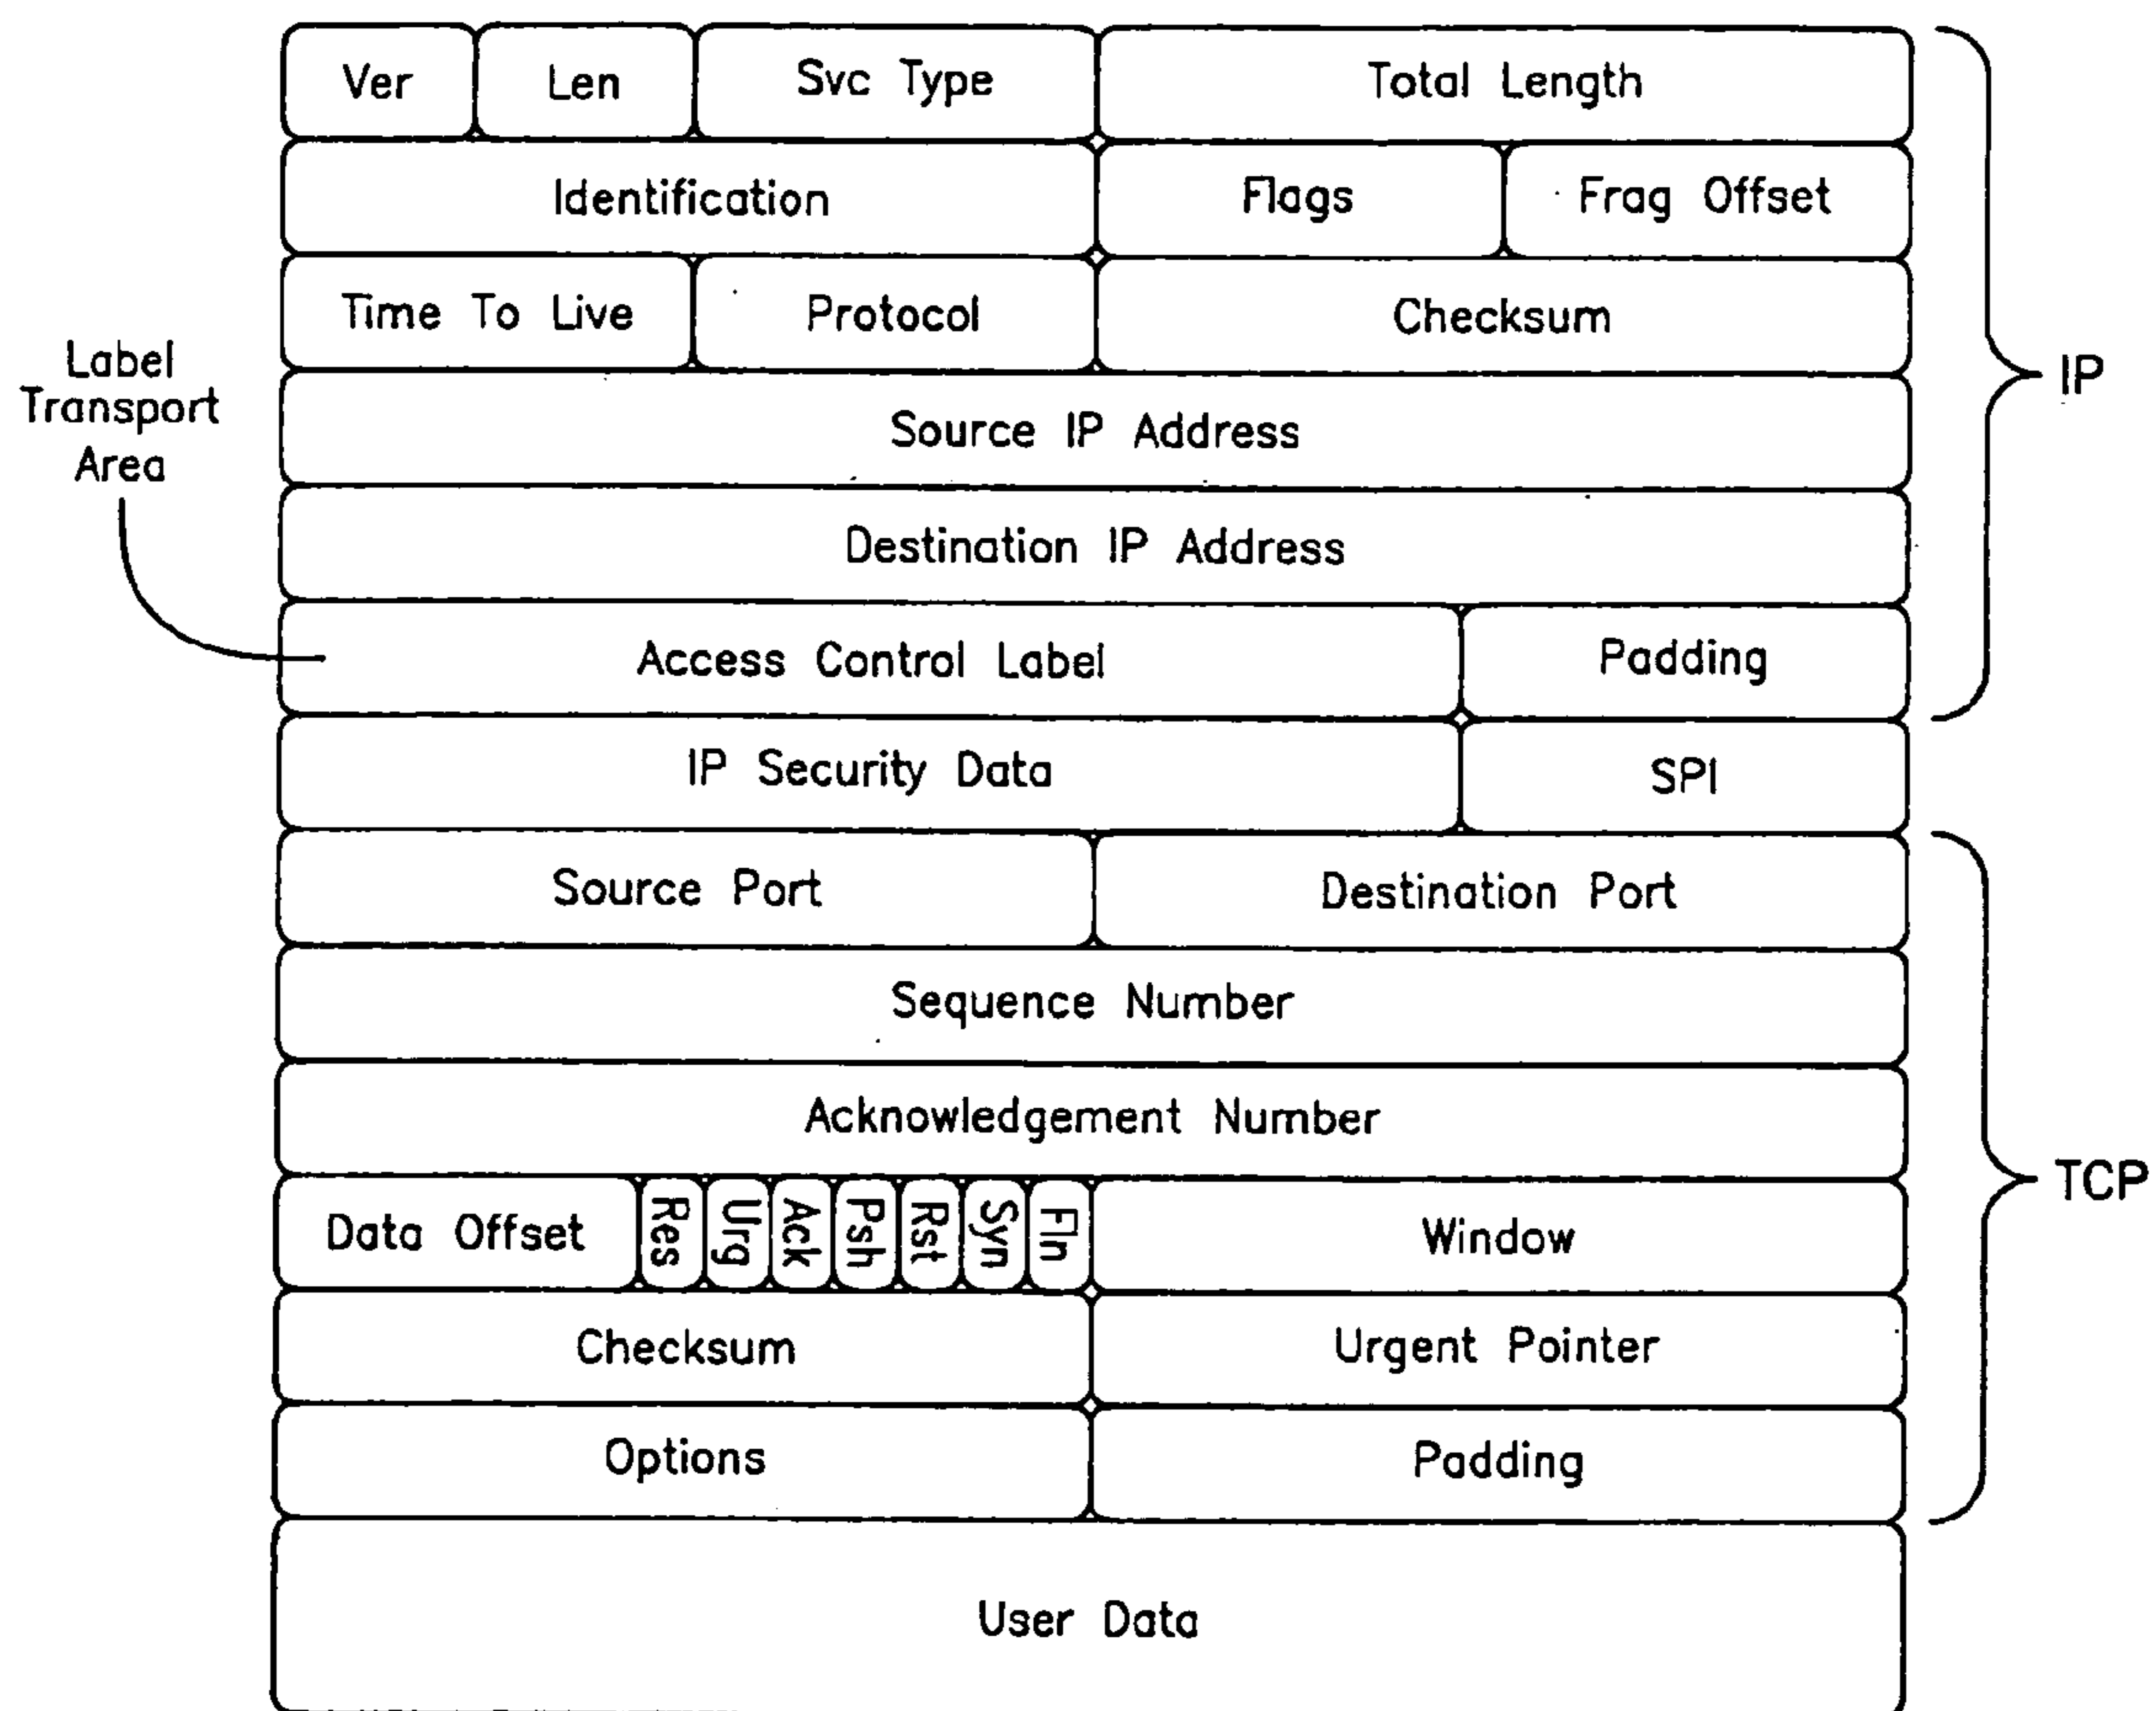 Ver Len Svc Type Total Length
Identification Flags Frag Offset
Time To Live Protocol Checksum
Label
Transport
Area
IP
Source IP Address
Destination IP Address
Access Control Label Padding
IP Security Data SPI
Source Port Destination Port
Sequence Number
Acknowledgement Number
TCP
Data Offset Res Urg Ack Psh Rst Syn Fin Window
Checksum Urgent Pointer
Options Padding
User Data